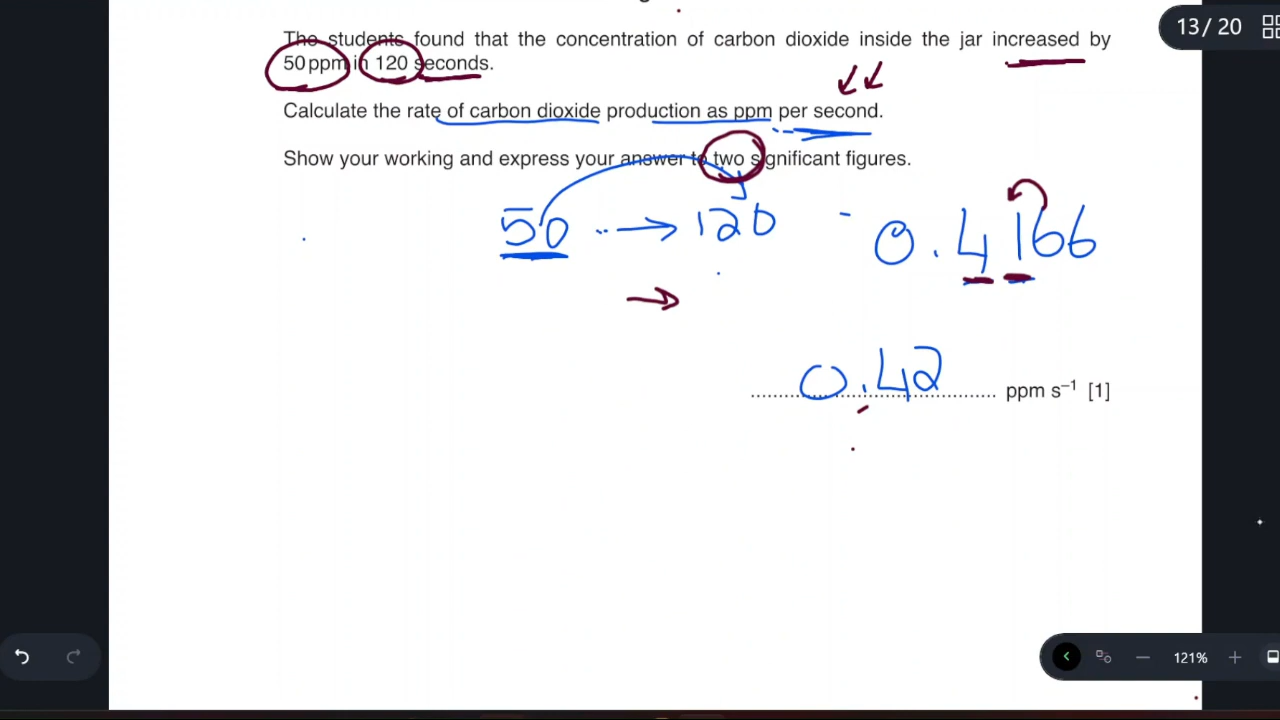 13 / 20
The students found that the concentration of carbon dioxide inside the jar increased by
50 ppm in 120 seconds.
Calculate the rate of carbon dioxide production as ppm per second.
Show your working and express your answer to two significant figures.
50 → 120 0.4166
0.42 ppm s⁻¹ [1]
121%